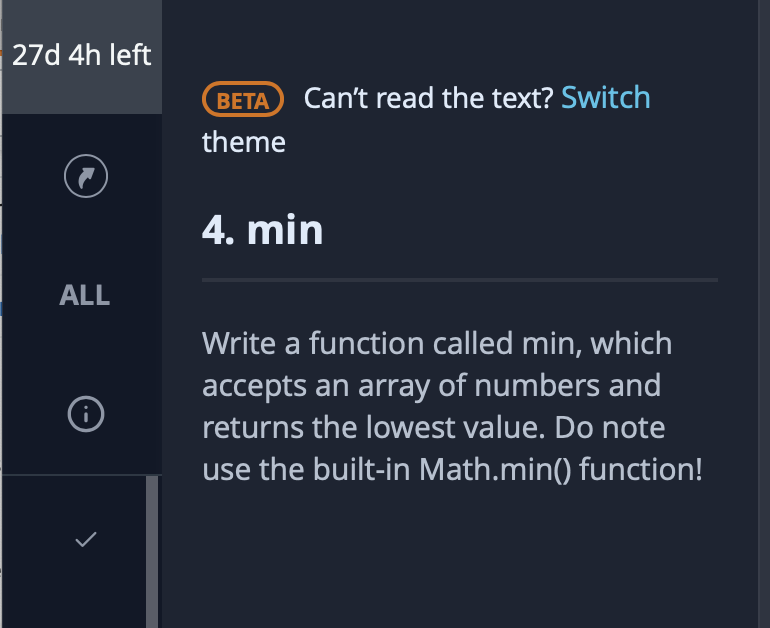 27d 4h left
BETA Can't read the text? Switch
theme
4. min
ALL
Write a function called min, which
accepts an array of numbers and
returns the lowest value. Do note
use the built-in Math.min() function!